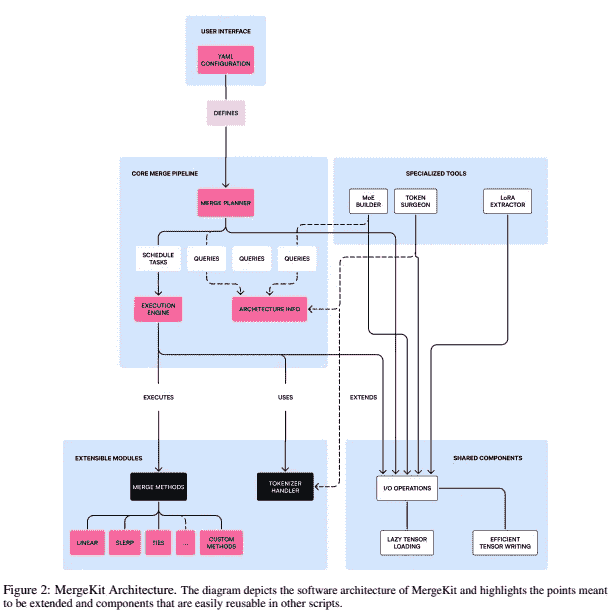 USER INTERFACE
YAML
CONFIGURATION
DEFINES
CORE MERGE PIPELINE
SPECIALIZED TOOLS
MERGE PLANNER
MoE
BUILDER
TOKEN
SURGEON
LoRA
EXTRACTOR
SCHEDULE
TASKS
QUERIES
QUERIES
QUERIES
EXECUTION
ENGINE
ARCHITECTURE INFO
EXECUTES
USES
EXTENDS
EXTENSIBLE MODULES
SHARED COMPONENTS
MERGE METHODS
TOKENIZER
HANDLER
I/O OPERATIONS
LINEAR
SLERP
TIES
...
CUSTOM
METHODS
LAZY TENSOR
LOADING
EFFICIENT
TENSOR WRITING
Figure 2: MergeKit Architecture. The diagram depicts the software architecture of MergeKit and highlights the points meant
to be extended and components that are easily reusable in other scripts.